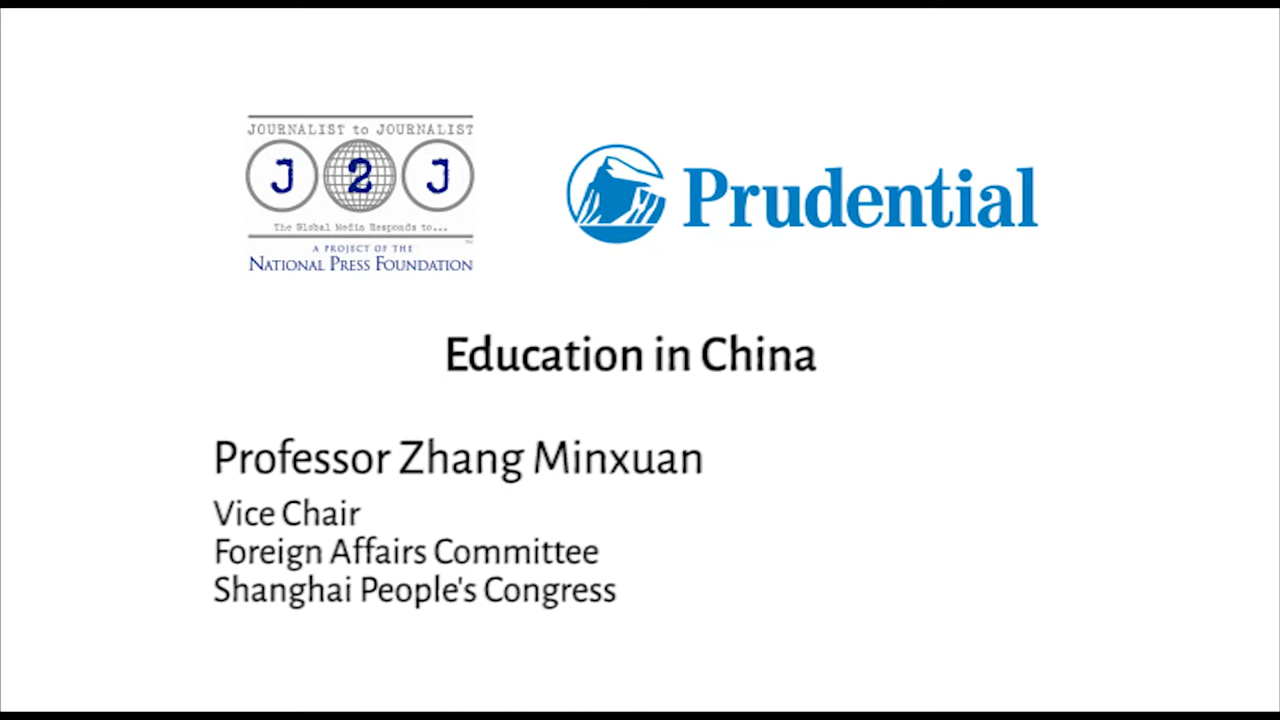 JOURNALIST to JOURNALIST
J 2 J
The Global Media Responds to...
TM
A PROJECT OF THE
NATIONAL PRESS FOUNDATION
Prudential
Education in China
Professor Zhang Minxuan
Vice Chair
Foreign Affairs Committee
Shanghai People's Congress